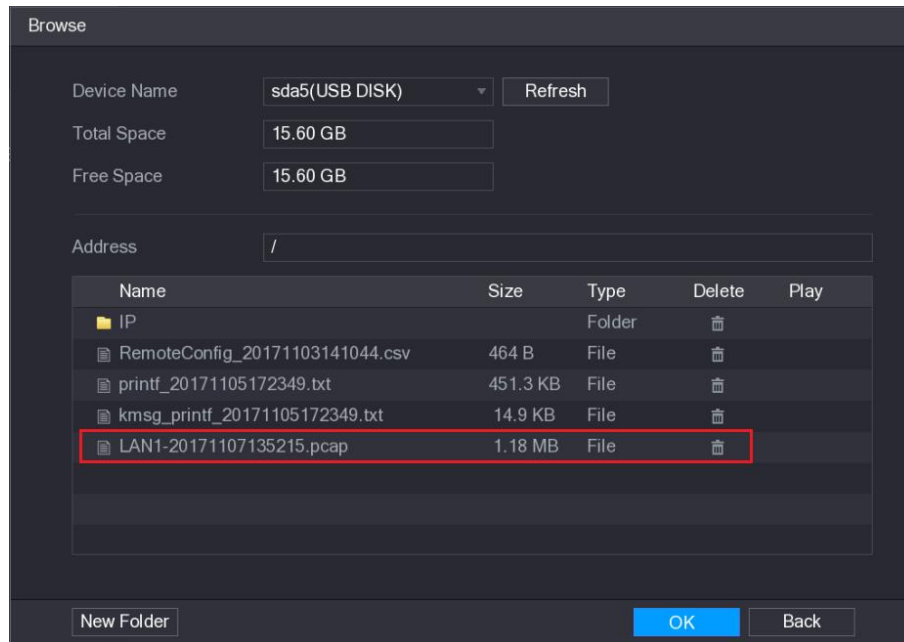 Browse
Device Name sda5(USB DISK) Refresh
Total Space 15.60 GB
Free Space 15.60 GB
Address /
Name Size Type Delete Play
IP Folder
RemoteConfig_20171103141044.csv 464 B File
printf_20171105172349.txt 451.3 KB File
kmsg_printf_20171105172349.txt 14.9 KB File
LAN1-20171107135215.pcap 1.18 MB File
New Folder OK Back